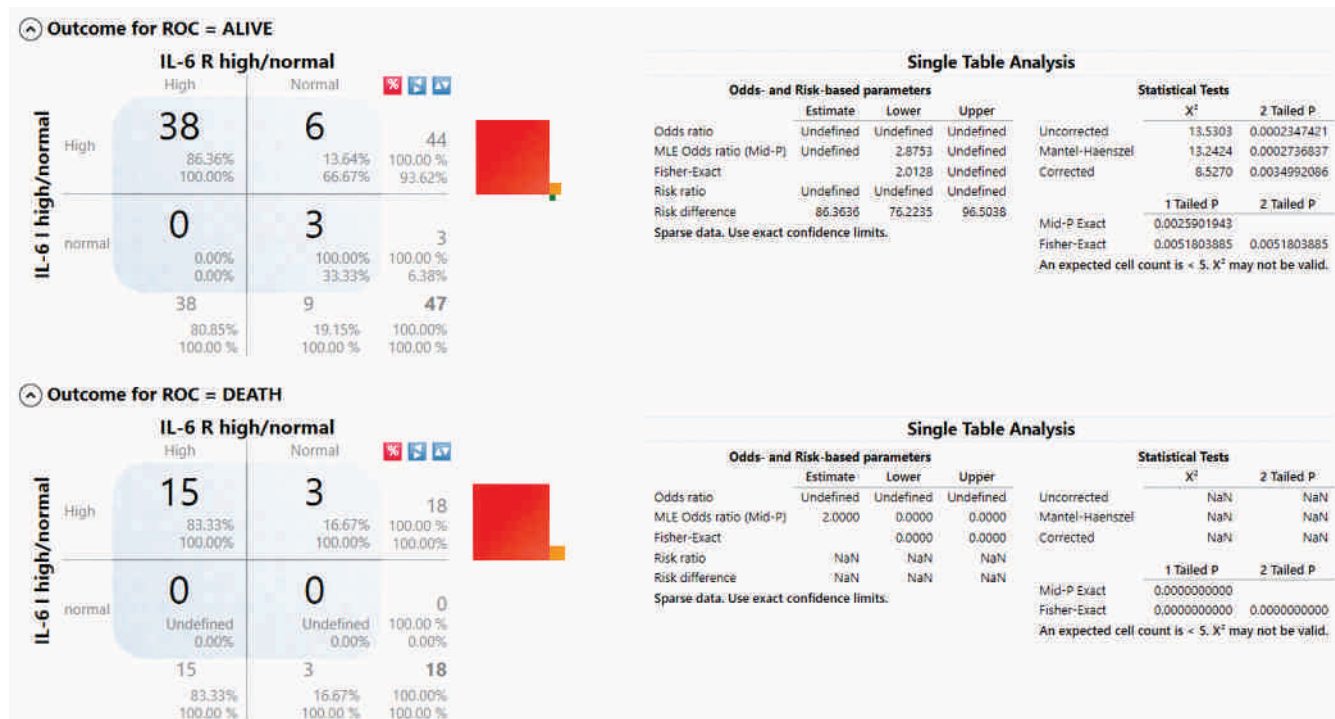 Outcome for ROC = ALIVE
IL-6 R high/normal
High Normal %
IL-6 I high/normal
High 38 6 44
86.36% 13.64% 100.00 %
100.00% 66.67% 93.62%
normal 0 3 3
0.00% 100.00% 100.00 %
0.00% 33.33% 6.38%
38 9 47
80.85% 19.15% 100.00%
100.00 % 100.00 % 100.00 %
Single Table Analysis
Odds- and Risk-based parameters
Estimate Lower Upper
Odds ratio Undefined Undefined Undefined
MLE Odds ratio (Mid-P) Undefined 2.8753 Undefined
Fisher-Exact 2.0128 Undefined
Risk ratio Undefined Undefined Undefined
Risk difference 86.3636 76.2235 96.5038
Sparse data. Use exact confidence limits.
Statistical Tests
X² 2 Tailed P
Uncorrected 13.5303 0.0002347421
Mantel-Haenszel 13.2424 0.0002736837
Corrected 8.5270 0.0034992086
1 Tailed P 2 Tailed P
Mid-P Exact 0.0025901943
Fisher-Exact 0.0051803885 0.0051803885
An expected cell count is < 5. X² may not be valid.
Outcome for ROC = DEATH
IL-6 R high/normal
High Normal %
IL-6 I high/normal
High 15 3 18
83.33% 16.67% 100.00 %
100.00% 100.00% 100.00%
normal 0 0 0
Undefined Undefined 100.00 %
0.00% 0.00% 0.00%
15 3 18
83.33% 16.67% 100.00%
100.00 % 100.00 % 100.00 %
Single Table Analysis
Odds- and Risk-based parameters
Estimate Lower Upper
Odds ratio Undefined Undefined Undefined
MLE Odds ratio (Mid-P) 2.0000 0.0000 0.0000
Fisher-Exact 0.0000 0.0000
Risk ratio NaN NaN NaN
Risk difference NaN NaN NaN
Sparse data. Use exact confidence limits.
Statistical Tests
X² 2 Tailed P
Uncorrected NaN NaN
Mantel-Haenszel NaN NaN
Corrected NaN NaN
1 Tailed P 2 Tailed P
Mid-P Exact 0.0000000000
Fisher-Exact 0.0000000000 0.0000000000
An expected cell count is < 5. X² may not be valid.